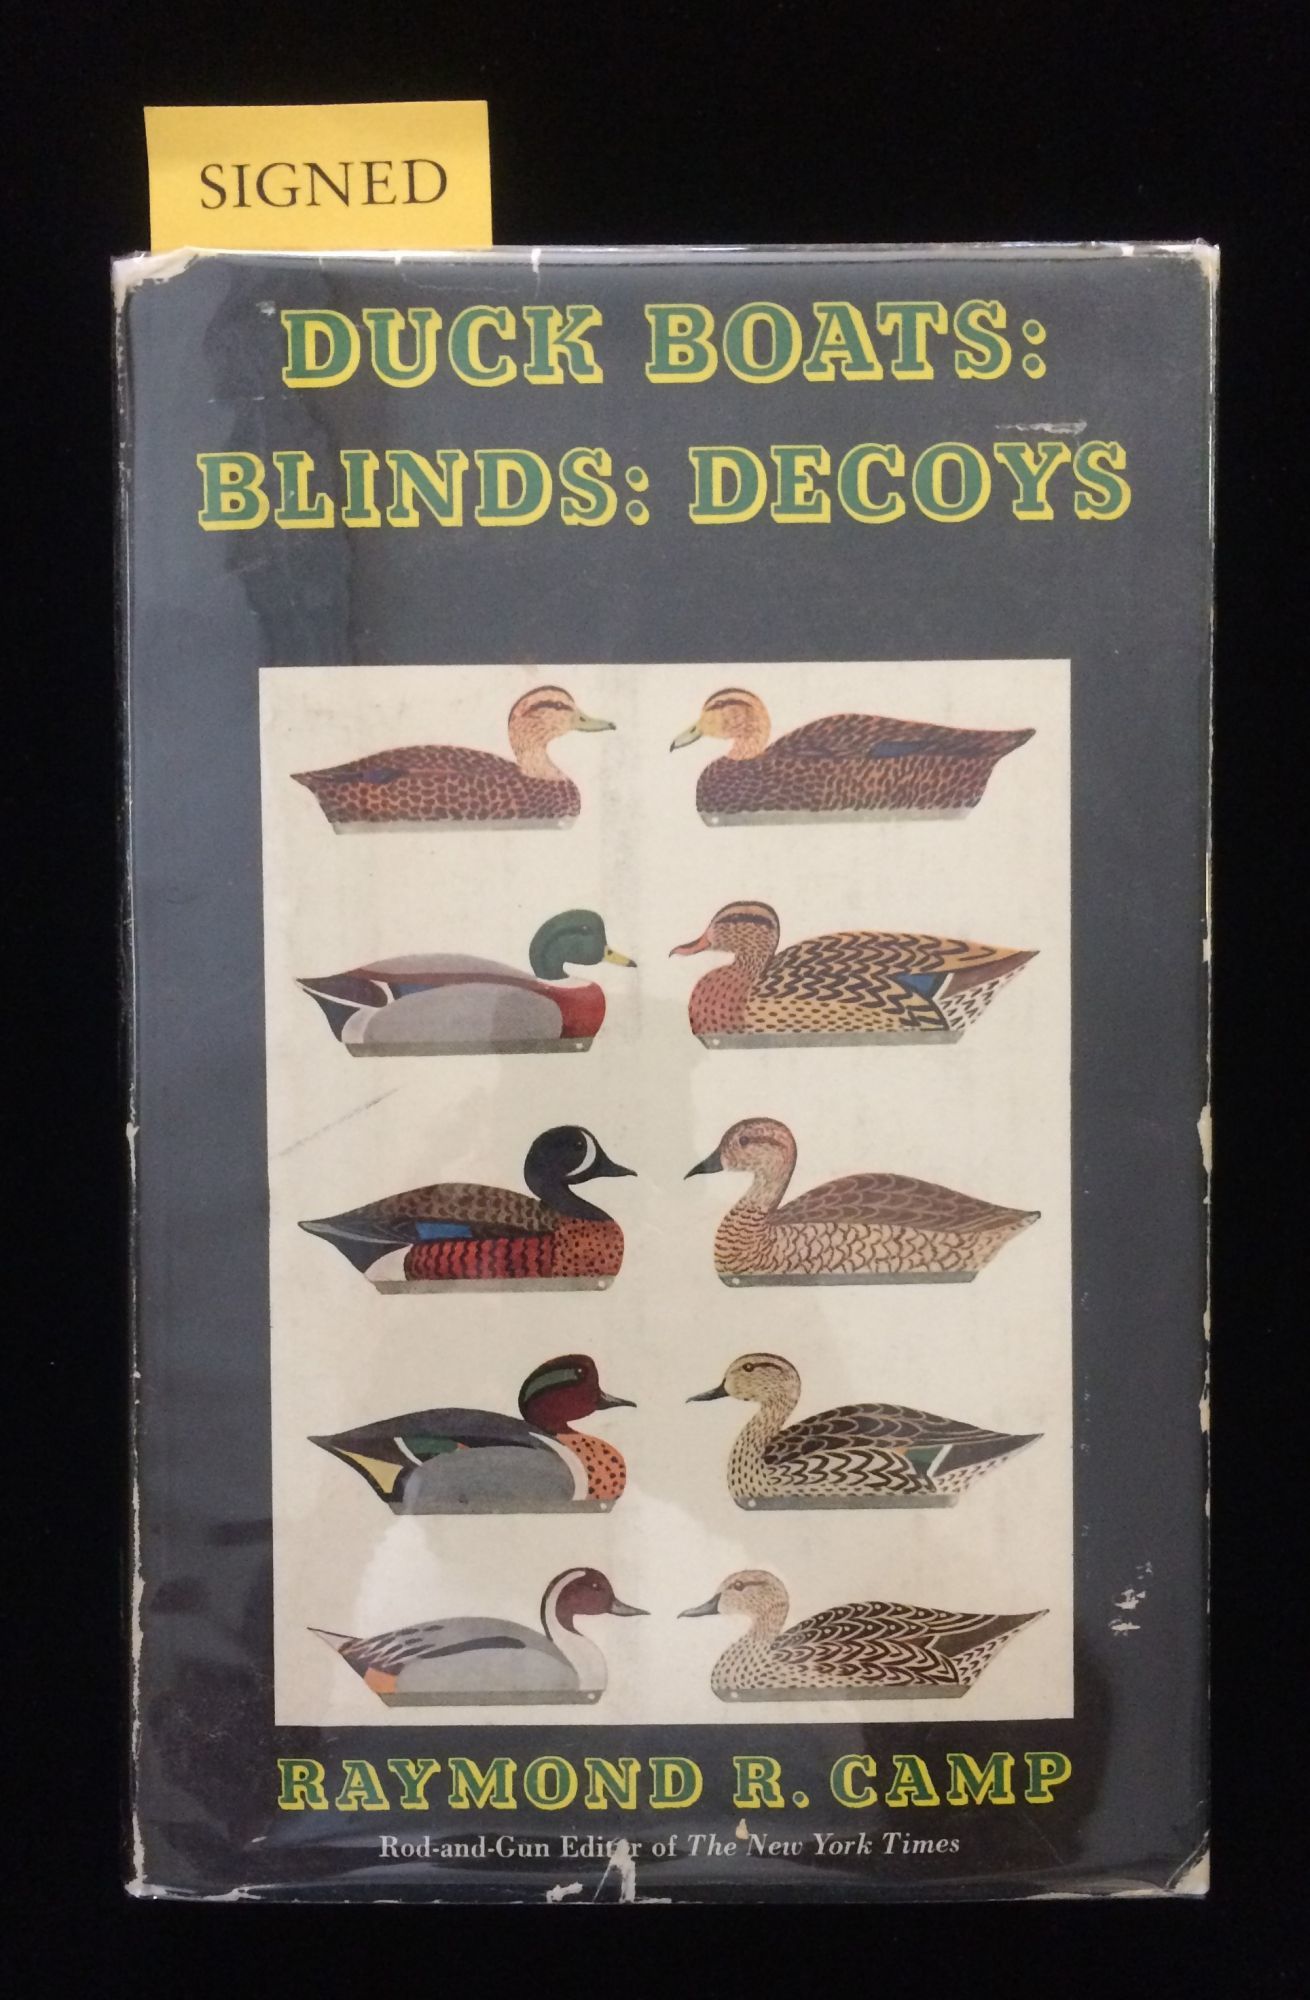 SIGNED
DUCK BOATS:
BLINDS: DECOYS
RAYMOND R. CAMP
Rod-and-Gun Editor of The New York Times